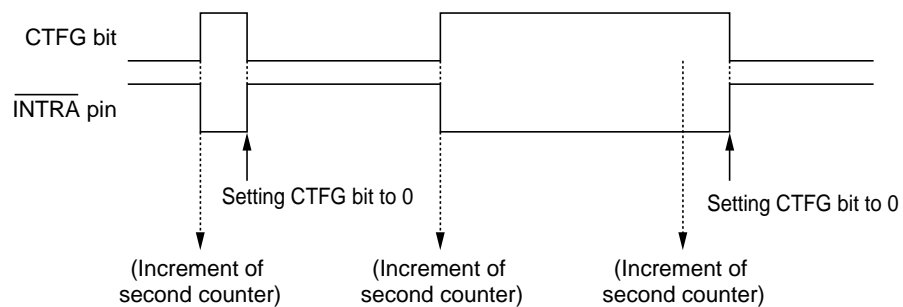 CTFG bit
INTRA pin
Setting CTFG bit to 0
Setting CTFG bit to 0
(Increment of
second counter)
(Increment of
second counter)
(Increment of
second counter)